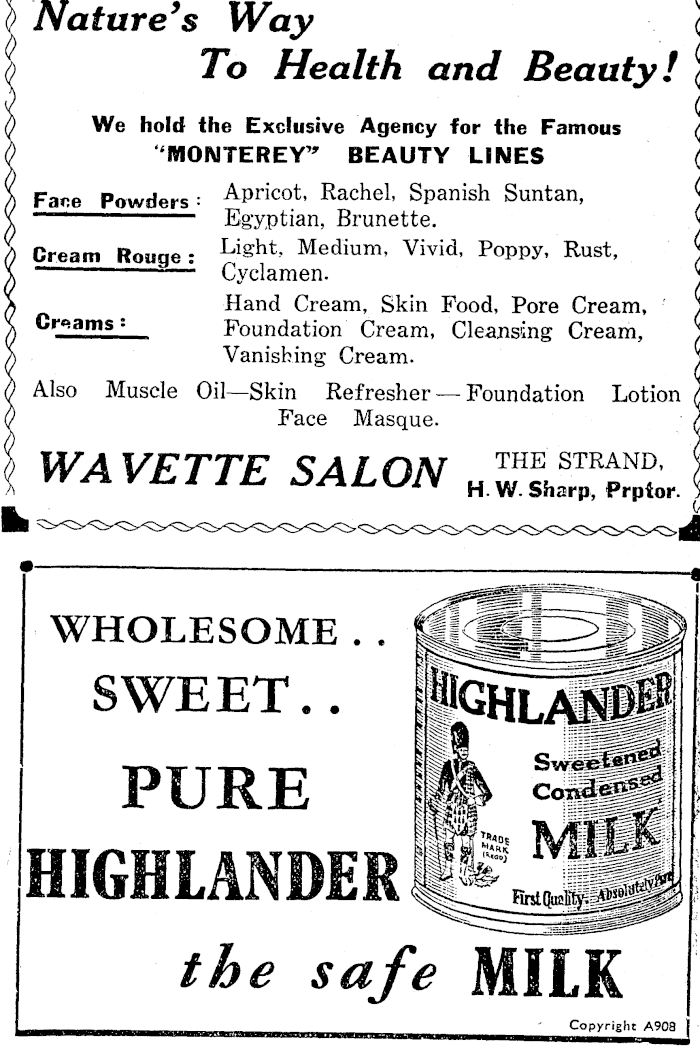 Nature's Way
To Health and Beauty!
We hold the Exclusive Agency for the Famous
"MONTEREY" BEAUTY LINES
Face Powders: Apricot, Rachel, Spanish Suntan,
Egyptian, Brunette.
Cream Rouge: Light, Medium, Vivid, Poppy, Rust,
Cyclamen.
Creams: Hand Cream, Skin Food, Pore Cream,
Foundation Cream, Cleansing Cream,
Vanishing Cream.
Also Muscle Oil—Skin Refresher—Foundation Lotion
Face Masque.
WAVETTE SALON THE STRAND,
H. W. Sharp, Prptor.
WHOLESOME . .
SWEET . .
PURE
HIGHLANDER
the safe MILK
HIGHLANDER
Sweetened
Condensed
MILK
TRADE
MARK
(REGD)
First Quality. Absolutely Pure
Copyright A908